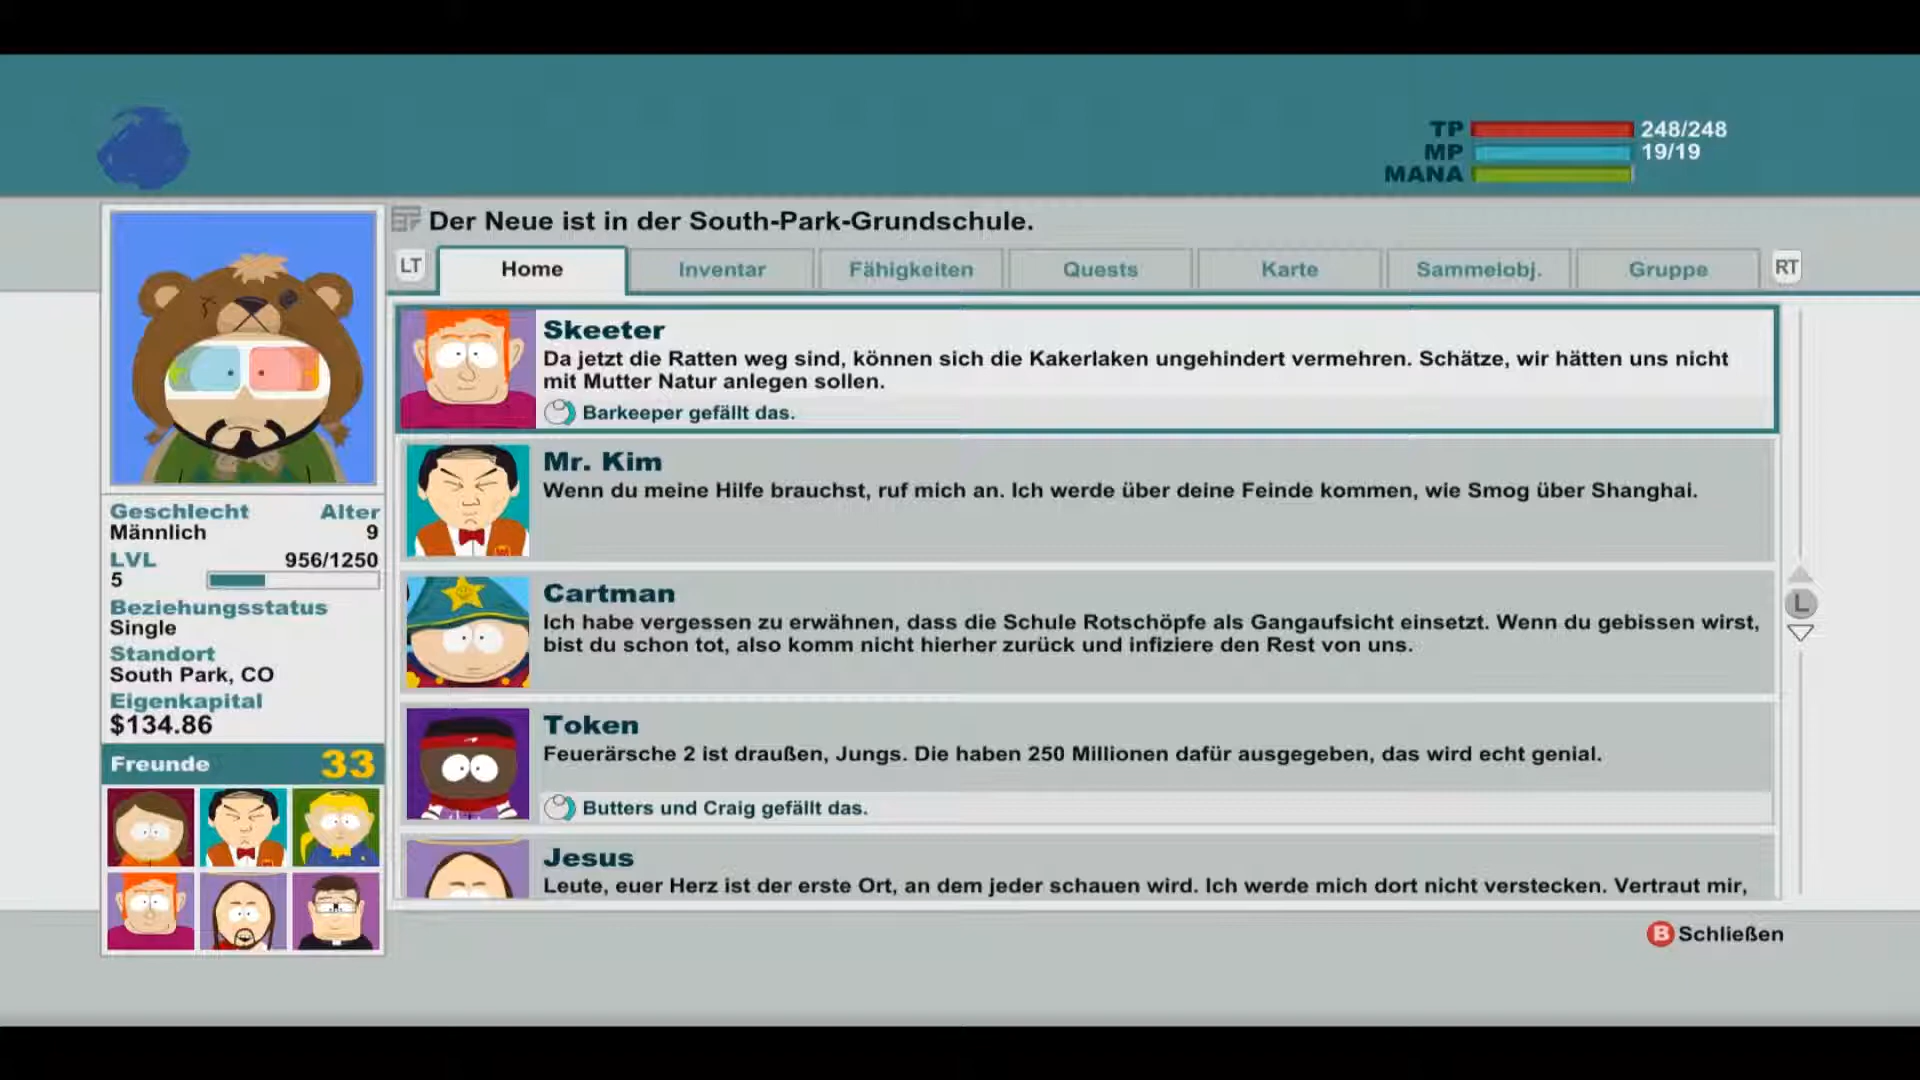 TP 248/248
MP 19/19
MANA
Der Neue ist in der South-Park-Grundschule.
LT Home Inventar Fähigkeiten Quests Karte Sammelobj. Gruppe RT
Geschlecht Alter
Männlich 9
LVL 956/1250
5
Beziehungsstatus
Single
Standort
South Park, CO
Eigenkapital
$134.86
Freunde 33
Skeeter
Da jetzt die Ratten weg sind, können sich die Kakerlaken ungehindert vermehren. Schätze, wir hätten uns nicht
mit Mutter Natur anlegen sollen.
Barkeeper gefällt das.
Mr. Kim
Wenn du meine Hilfe brauchst, ruf mich an. Ich werde über deine Feinde kommen, wie Smog über Shanghai.
Cartman
Ich habe vergessen zu erwähnen, dass die Schule Rotschöpfe als Gangaufsicht einsetzt. Wenn du gebissen wirst,
bist du schon tot, also komm nicht hierher zurück und infiziere den Rest von uns.
Token
Feuerärsche 2 ist draußen, Jungs. Die haben 250 Millionen dafür ausgegeben, das wird echt genial.
Butters und Craig gefällt das.
Jesus
Leute, euer Herz ist der erste Ort, an dem jeder schauen wird. Ich werde mich dort nicht verstecken. Vertraut mir,
L
B Schließen